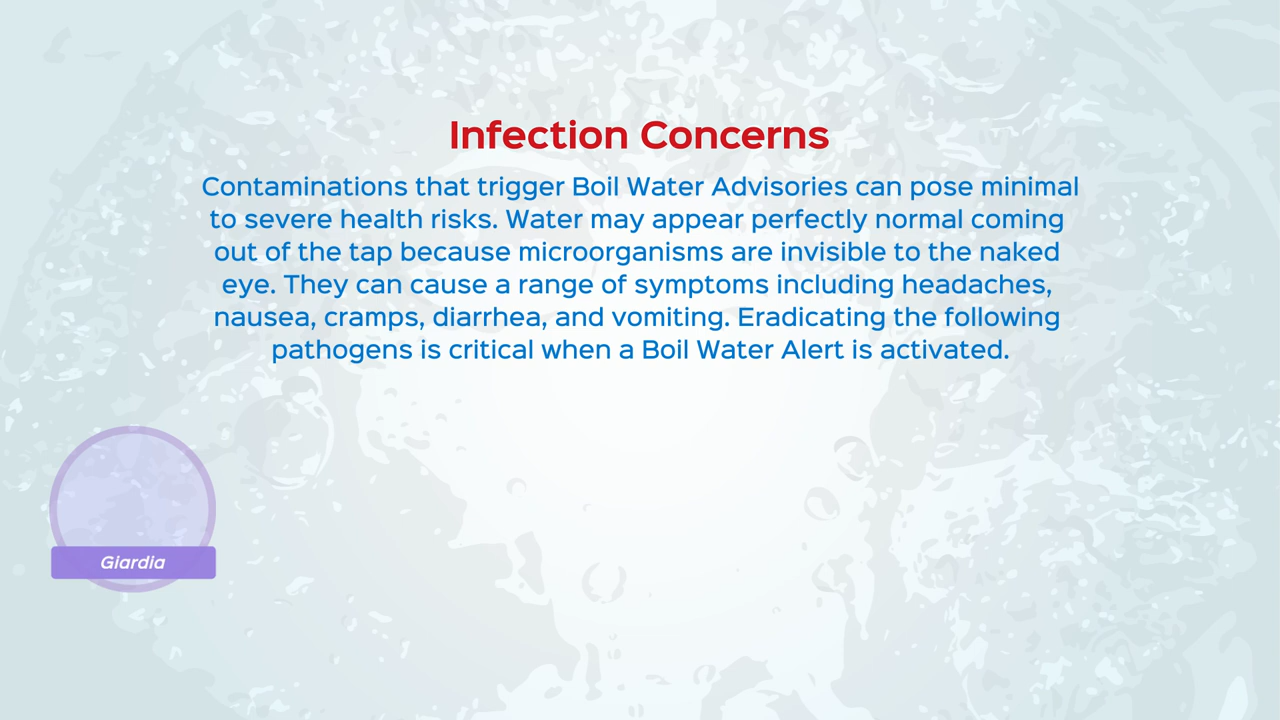 Infection Concerns
Contaminations that trigger Boil Water Advisories can pose minimal
to severe health risks. Water may appear perfectly normal coming
out of the tap because microorganisms are invisible to the naked
eye. They can cause a range of symptoms including headaches,
nausea, cramps, diarrhea, and vomiting. Eradicating the following
pathogens is critical when a Boil Water Alert is activated.
Giardia